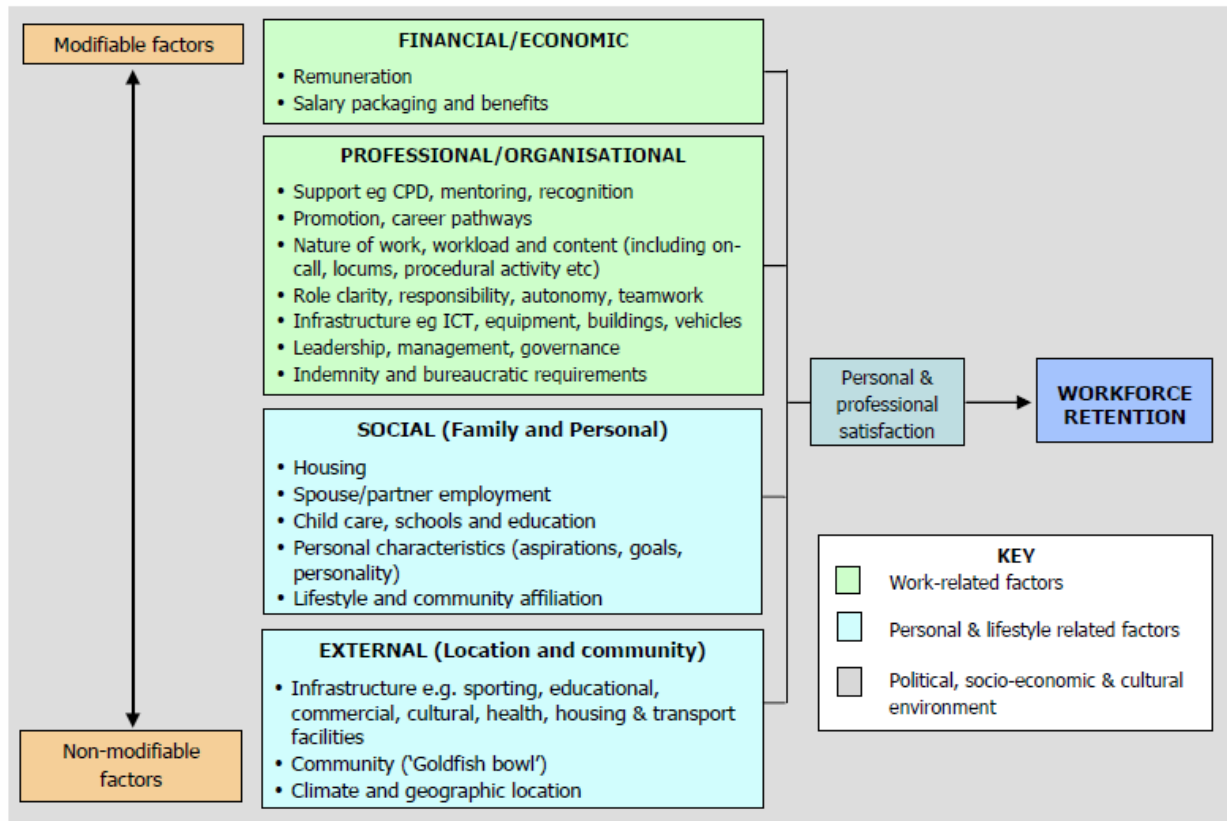 Modifiable factors
Non-modifiable
factors
FINANCIAL/ECONOMIC
• Remuneration
• Salary packaging and benefits
PROFESSIONAL/ORGANISATIONAL
• Support eg CPD, mentoring, recognition
• Promotion, career pathways
• Nature of work, workload and content (including on-
call, locums, procedural activity etc)
• Role clarity, responsibility, autonomy, teamwork
• Infrastructure eg ICT, equipment, buildings, vehicles
• Leadership, management, governance
• Indemnity and bureaucratic requirements
SOCIAL (Family and Personal)
• Housing
• Spouse/partner employment
• Child care, schools and education
• Personal characteristics (aspirations, goals,
personality)
• Lifestyle and community affiliation
EXTERNAL (Location and community)
• Infrastructure e.g. sporting, educational,
commercial, cultural, health, housing & transport
facilities
• Community (‘Goldfish bowl’)
• Climate and geographic location
Personal &
professional
satisfaction
WORKFORCE
RETENTION
KEY
Work-related factors
Personal & lifestyle related factors
Political, socio-economic & cultural
environment